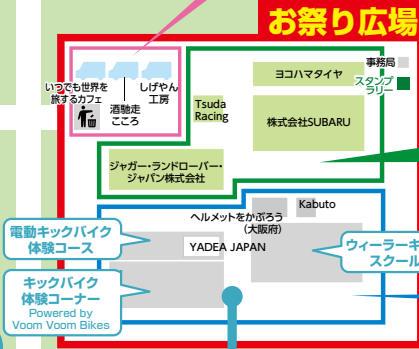 お祭り広場
事務局
スタンプ
ラリー
ヨコハマタイヤ
いつでも世界を
旅するカフェ
酒馳走
こころ
しげやん
工房
Tsuda
Racing
株式会社SUBARU
ジャガー・ランドローバー・
ジャパン株式会社
Kabuto
ヘルメットをかぶろう
(大阪府)
電動キックバイク
体験コース
YADEA JAPAN
ウィーラーキ
スクール
キックバイク
体験コーナー
Powered by
Voom Voom Bikes